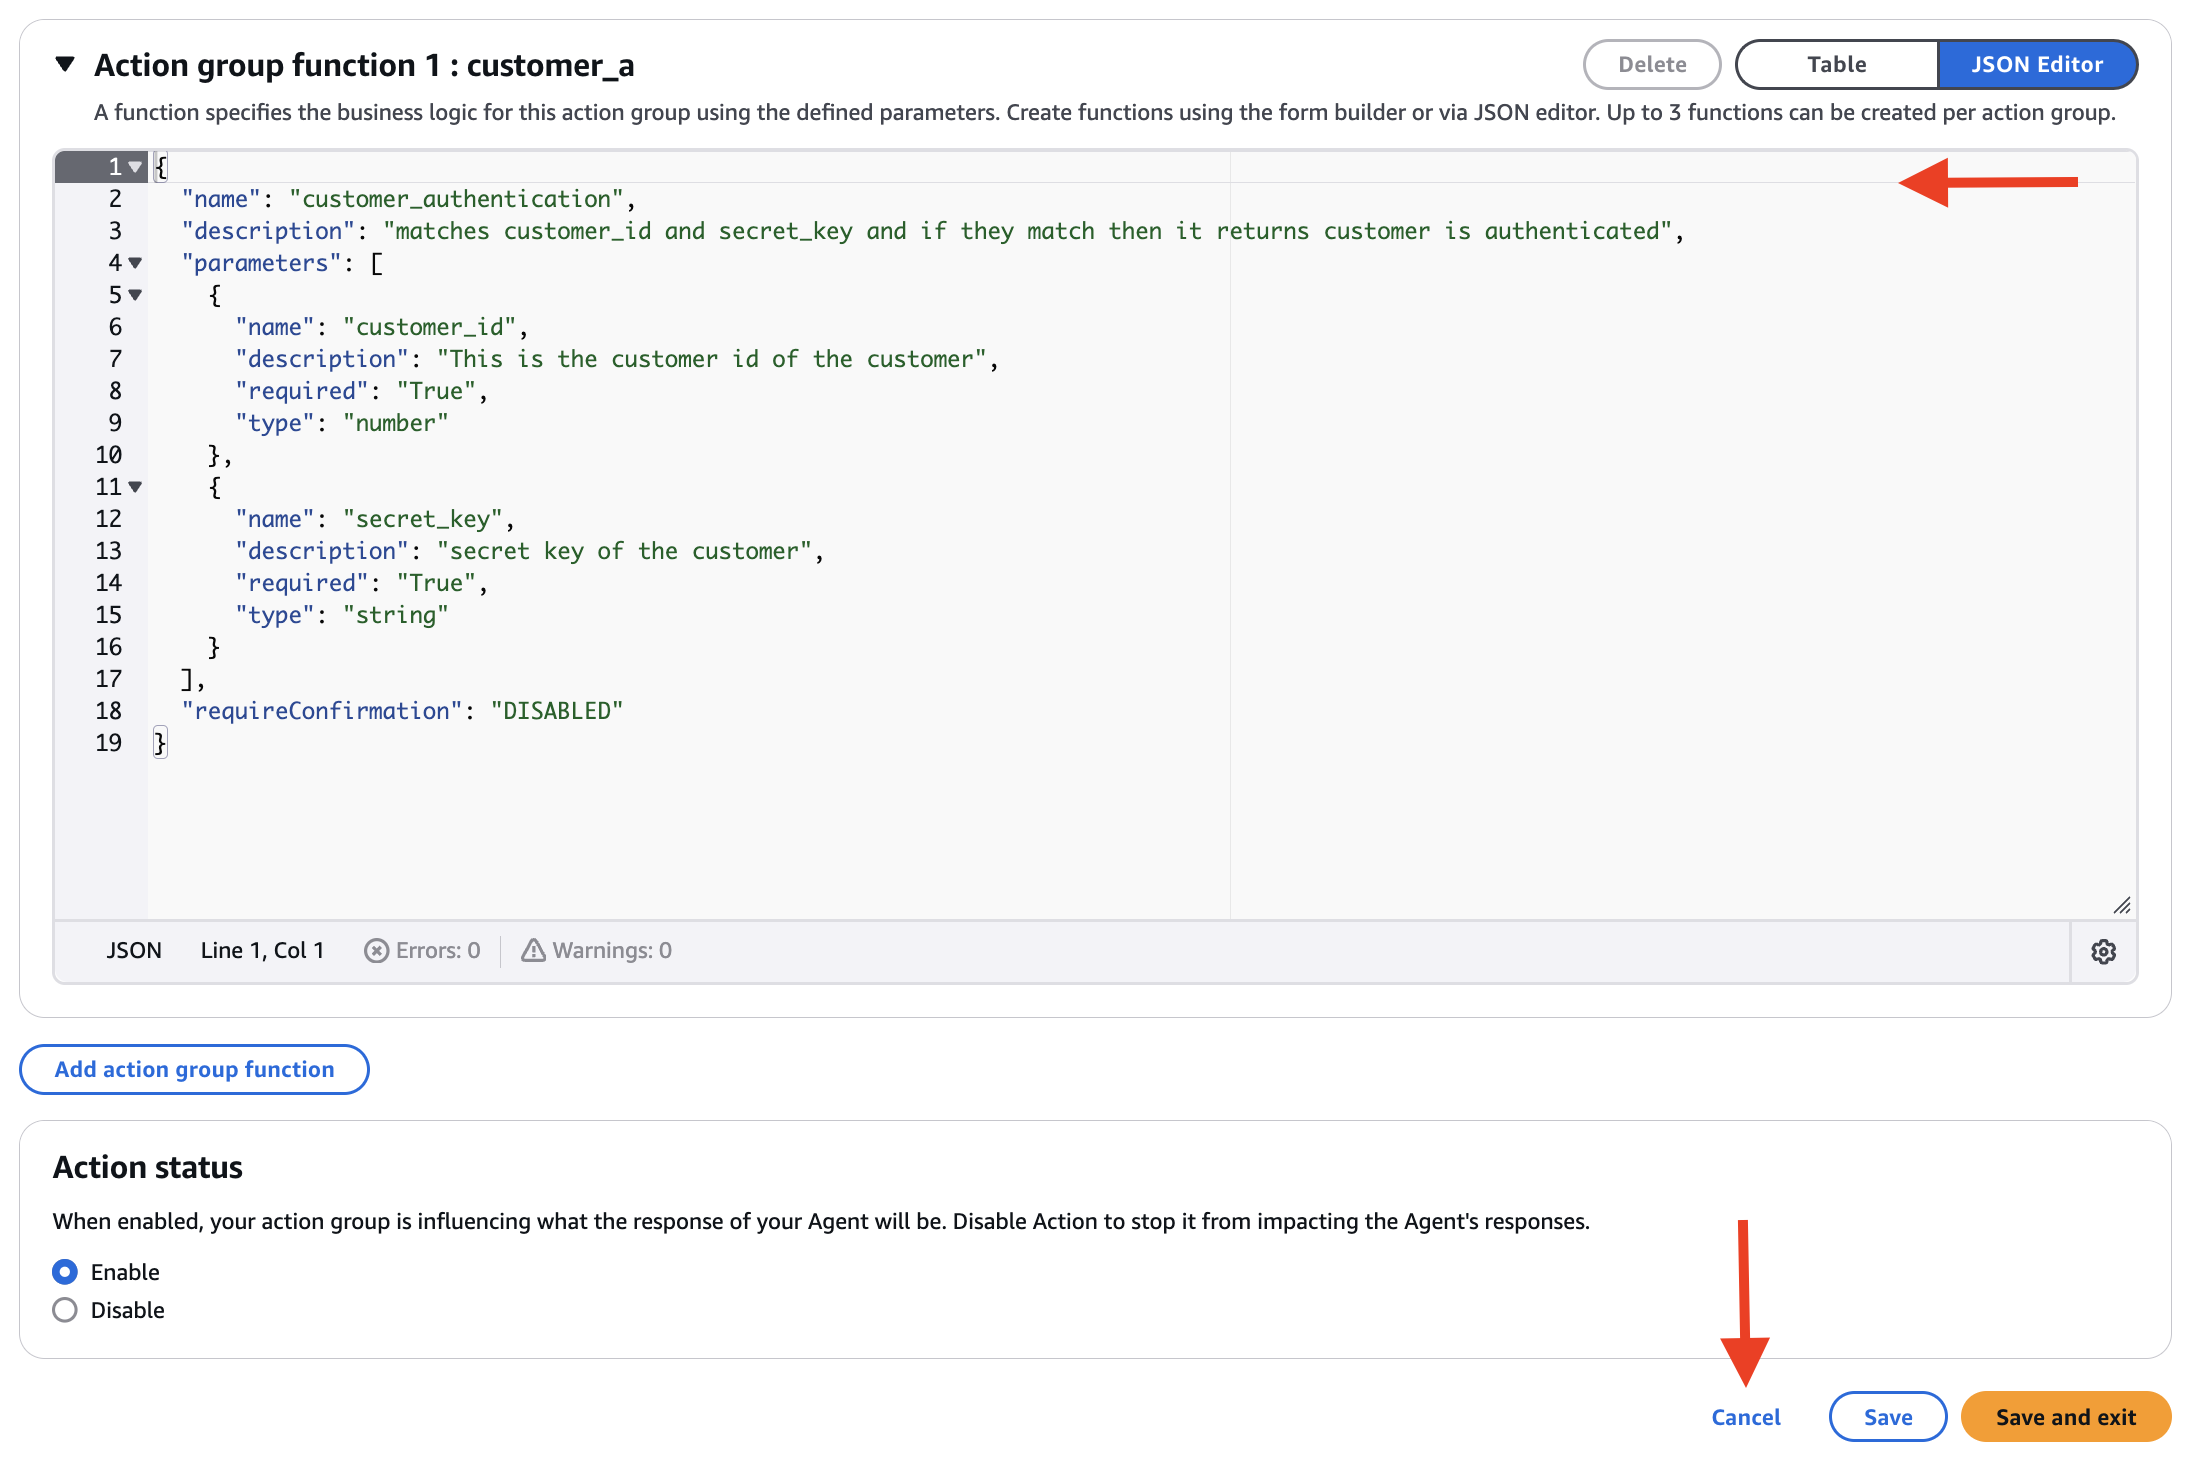 Action group function 1 : customer_a
Delete
Table
JSON Editor
A function specifies the business logic for this action group using the defined parameters. Create functions using the form builder or via JSON editor. Up to 3 functions can be created per action group.
1 {
2 "name": "customer_authentication",
3 "description": "matches customer_id and secret_key and if they match then it returns customer is authenticated",
4 "parameters": [
5 {
6 "name": "customer_id",
7 "description": "This is the customer id of the customer",
8 "required": "True",
9 "type": "number"
10 },
11 {
12 "name": "secret_key",
13 "description": "secret key of the customer",
14 "required": "True",
15 "type": "string"
16 }
17 ],
18 "requireConfirmation": "DISABLED"
19 }
JSON Line 1, Col 1 Errors: 0 Warnings: 0
Add action group function
Action status
When enabled, your action group is influencing what the response of your Agent will be. Disable Action to stop it from impacting the Agent's responses.
Enable
Disable
Cancel
Save
Save and exit